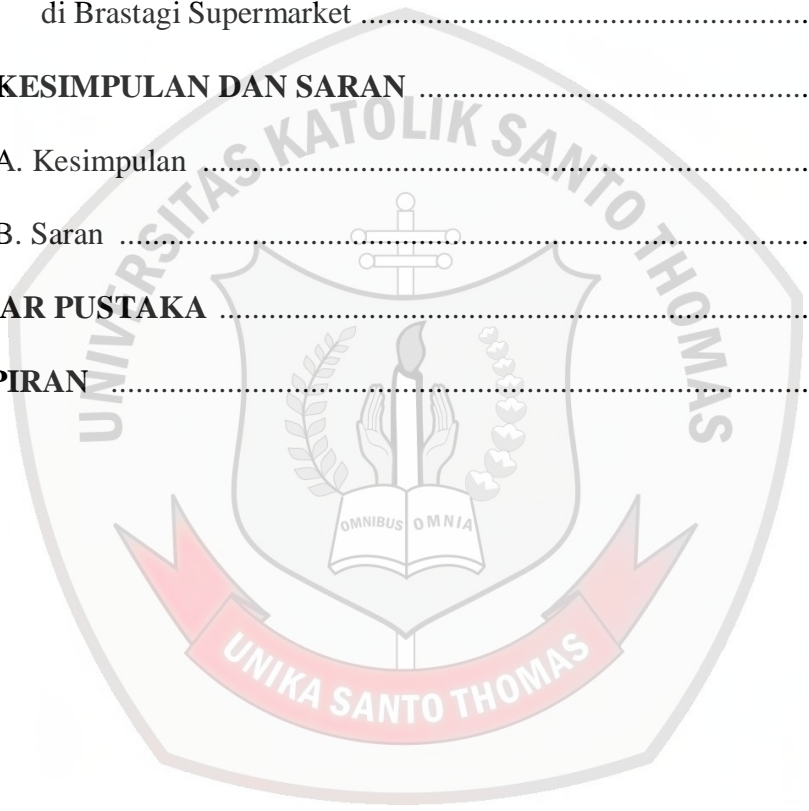 di Brastagi Supermarket ........................................................
KESIMPULAN DAN SARAN ................................................
A. Kesimpulan ..........................................................................
B. Saran ....................................................................................
AR PUSTAKA .........................................................................
PIRAN .....................................................................................
UNIVERSITAS KATOLIK SANTO THOMAS
OMNIBUS OMNIA
UNIKA SANTO THOMAS